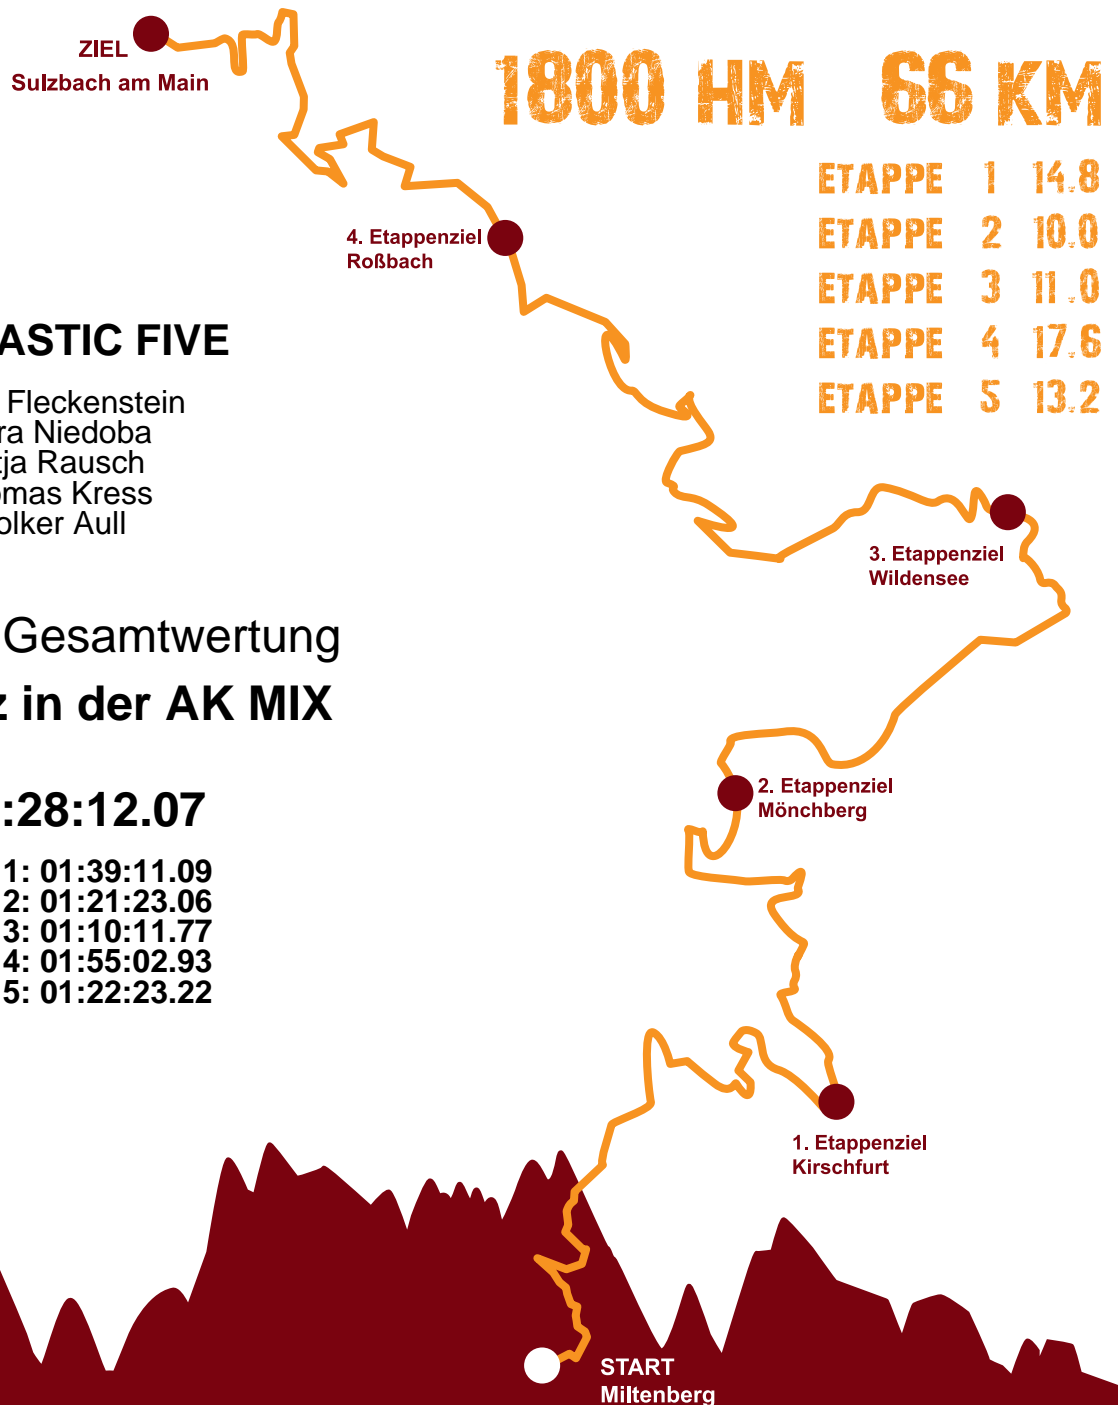 ZIEL
Sulzbach am Main
1800 HM 66 KM
ETAPPE 1 14.8
ETAPPE 2 10.0
ETAPPE 3 11.0
ETAPPE 4 17.6
ETAPPE 5 13.2
4. Etappenziel
Roßbach
ASTIC FIVE
Fleckenstein
ra Niedoba
tja Rausch
omas Kress
olker Aull
3. Etappenziel
Wildensee
Gesamtwertung
z in der AK MIX
2. Etappenziel
Mönchberg
:28:12.07
1: 01:39:11.09
2: 01:21:23.06
3: 01:10:11.77
4: 01:55:02.93
5: 01:22:23.22
1. Etappenziel
Kirschfurt
START
Miltenberg